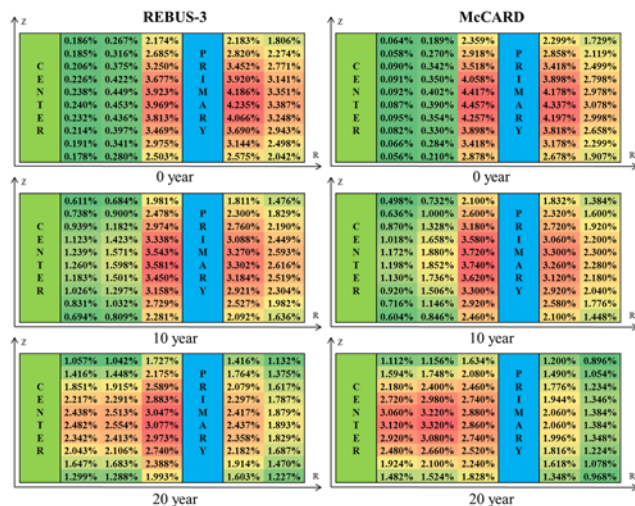 REBUS-3 McCARD
Z Z
0.186% 0.267% 2.174% 2.183% 1.806% 0.064% 0.189% 2.359% 2.299% 1.729%
0.185% 0.316% 2.685% P 2.820% 2.274% 0.058% 0.270% 2.918% P 2.858% 2.119%
C 0.206% 0.375% 3.250% R 3.452% 2.771% C 0.090% 0.342% 3.518% R 3.418% 2.499%
E 0.226% 0.422% 3.677% I 3.920% 3.141% E 0.091% 0.350% 4.058% I 3.898% 2.798%
N 0.238% 0.449% 3.923% M 4.186% 3.351% N 0.092% 0.402% 4.417% M 4.178% 2.978%
T 0.240% 0.453% 3.969% A 4.235% 3.387% T 0.087% 0.390% 4.457% A 4.337% 3.078%
E 0.232% 0.436% 3.813% R 4.066% 3.248% E 0.095% 0.354% 4.257% R 4.197% 2.998%
R 0.214% 0.397% 3.469% Y 3.690% 2.943% R 0.082% 0.330% 3.898% Y 3.818% 2.658%
0.191% 0.341% 2.975% 3.144% 2.498% 0.066% 0.284% 3.418% 3.178% 2.299%
0.178% 0.280% 2.503% 2.575% 2.042% R 0.056% 0.210% 2.878% 2.678% 1.907% R
0 year 0 year
Z Z
0.611% 0.684% 1.981% 1.811% 1.476% 0.498% 0.732% 2.100% 1.832% 1.384%
0.738% 0.900% 2.478% P 2.300% 1.829% 0.636% 1.000% 2.600% P 2.320% 1.600%
C 0.939% 1.182% 2.974% R 2.760% 2.190% C 0.870% 1.328% 3.180% R 2.720% 1.920%
E 1.123% 1.423% 3.338% I 3.088% 2.449% E 1.018% 1.658% 3.580% I 3.060% 2.200%
N 1.239% 1.571% 3.543% M 3.270% 2.593% N 1.172% 1.880% 3.720% M 3.300% 2.300%
T 1.260% 1.598% 3.581% A 3.302% 2.616% T 1.198% 1.852% 3.740% A 3.260% 2.280%
E 1.183% 1.501% 3.450% R 3.184% 2.519% E 1.130% 1.736% 3.620% R 3.120% 2.180%
R 1.026% 1.297% 3.158% Y 2.921% 2.304% R 0.920% 1.506% 3.300% Y 2.920% 2.040%
0.831% 1.032% 2.729% 2.527% 1.982% 0.716% 1.146% 2.920% 2.580% 1.776%
0.694% 0.809% 2.281% 2.092% 1.636% R 0.604% 0.846% 2.460% 2.100% 1.448% R
10 year 10 year
Z Z
1.057% 1.042% 1.727% 1.416% 1.132% 1.112% 1.156% 1.634% 1.200% 0.896%
1.416% 1.448% 2.175% P 1.764% 1.375% 1.594% 1.748% 2.080% P 1.490% 1.054%
C 1.851% 1.915% 2.589% R 2.079% 1.617% C 2.180% 2.400% 2.460% R 1.776% 1.234%
E 2.217% 2.291% 2.883% I 2.297% 1.787% E 2.720% 2.980% 2.740% I 1.944% 1.346%
N 2.438% 2.513% 3.047% M 2.417% 1.879% N 3.060% 3.220% 2.880% M 2.060% 1.384%
T 2.482% 2.554% 3.077% A 2.437% 1.893% T 3.120% 3.320% 2.860% A 2.060% 1.384%
E 2.342% 2.413% 2.973% R 2.358% 1.829% E 2.920% 3.080% 2.740% R 1.996% 1.348%
R 2.043% 2.106% 2.740% Y 2.182% 1.687% R 2.480% 2.660% 2.520% Y 1.816% 1.224%
1.647% 1.683% 2.388% 1.914% 1.470% 1.924% 2.100% 2.240% 1.618% 1.078%
1.299% 1.288% 1.993% 1.603% 1.227% R 1.482% 1.524% 1.828% 1.348% 0.968% R
20 year 20 year